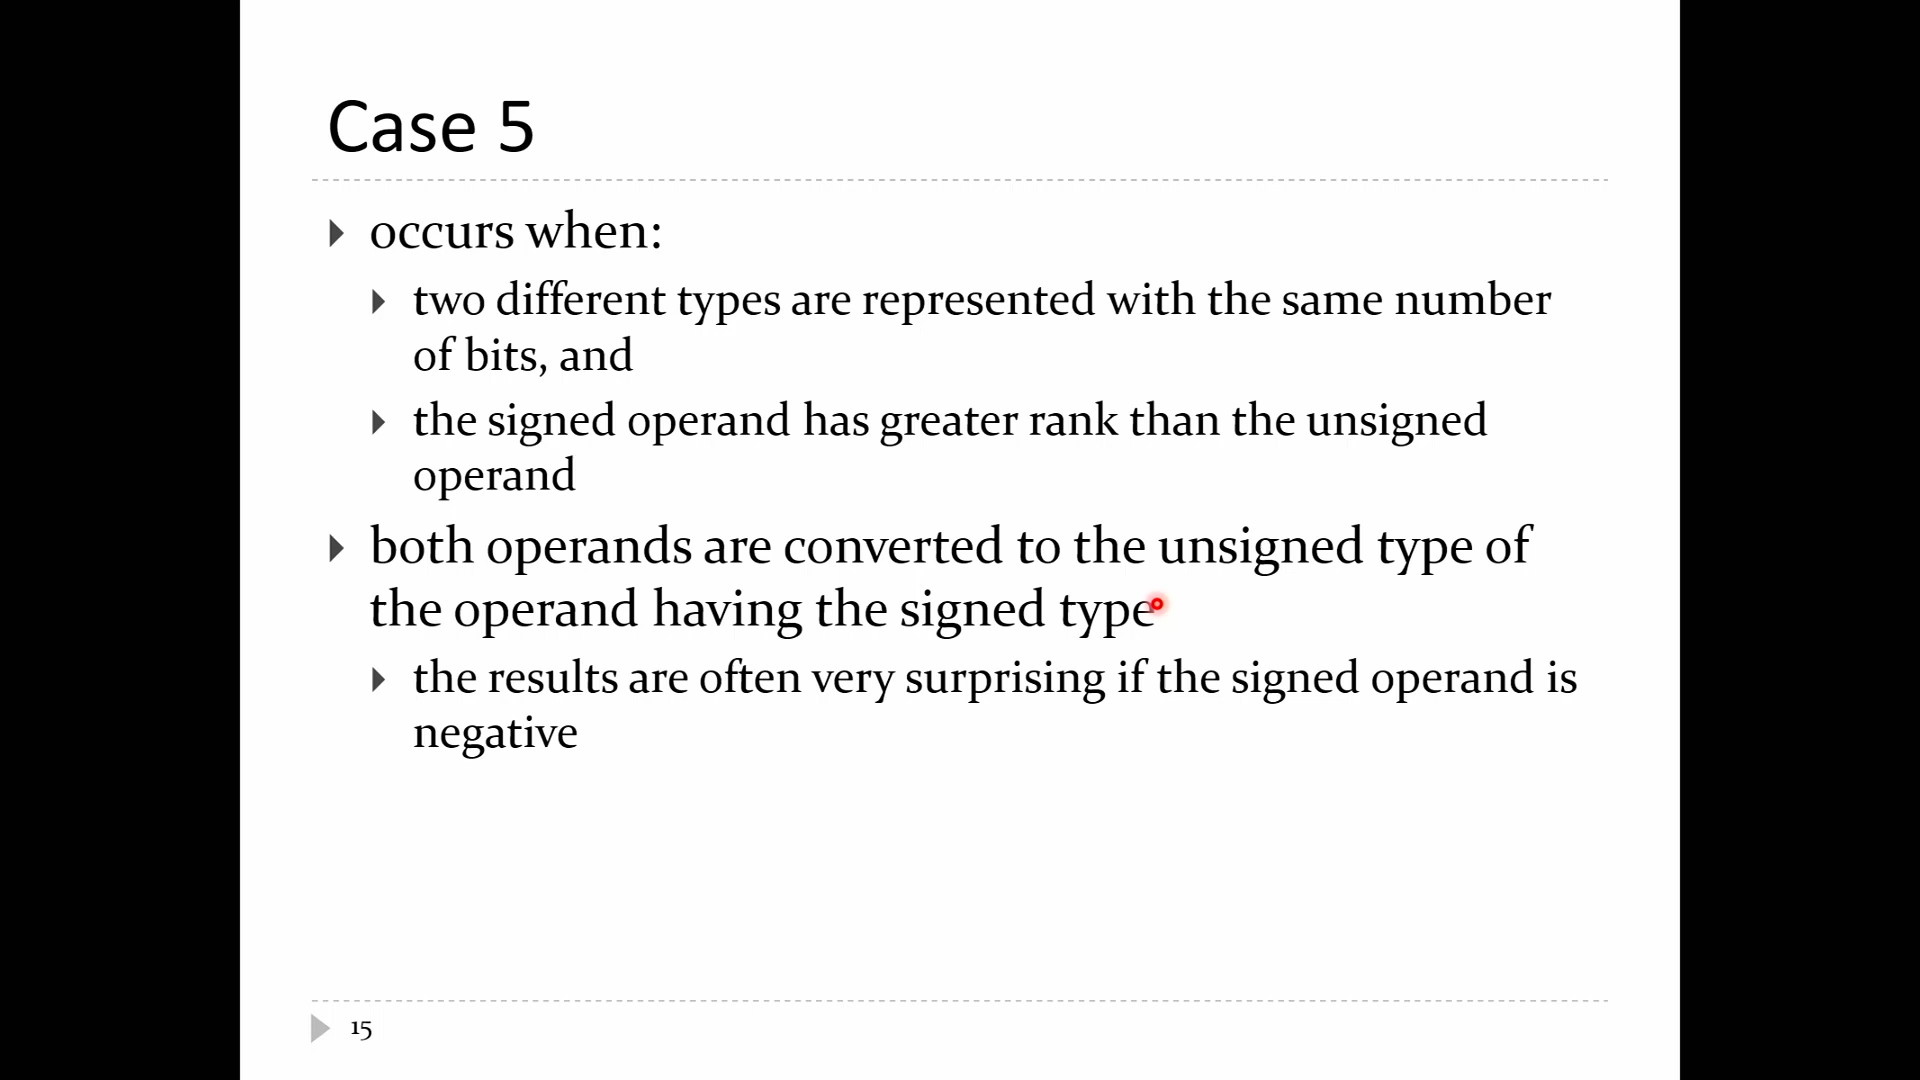 Case 5
occurs when:
two different types are represented with the same number
of bits, and
the signed operand has greater rank than the unsigned
operand
both operands are converted to the unsigned type of
the operand having the signed type
the results are often very surprising if the signed operand is
negative
15